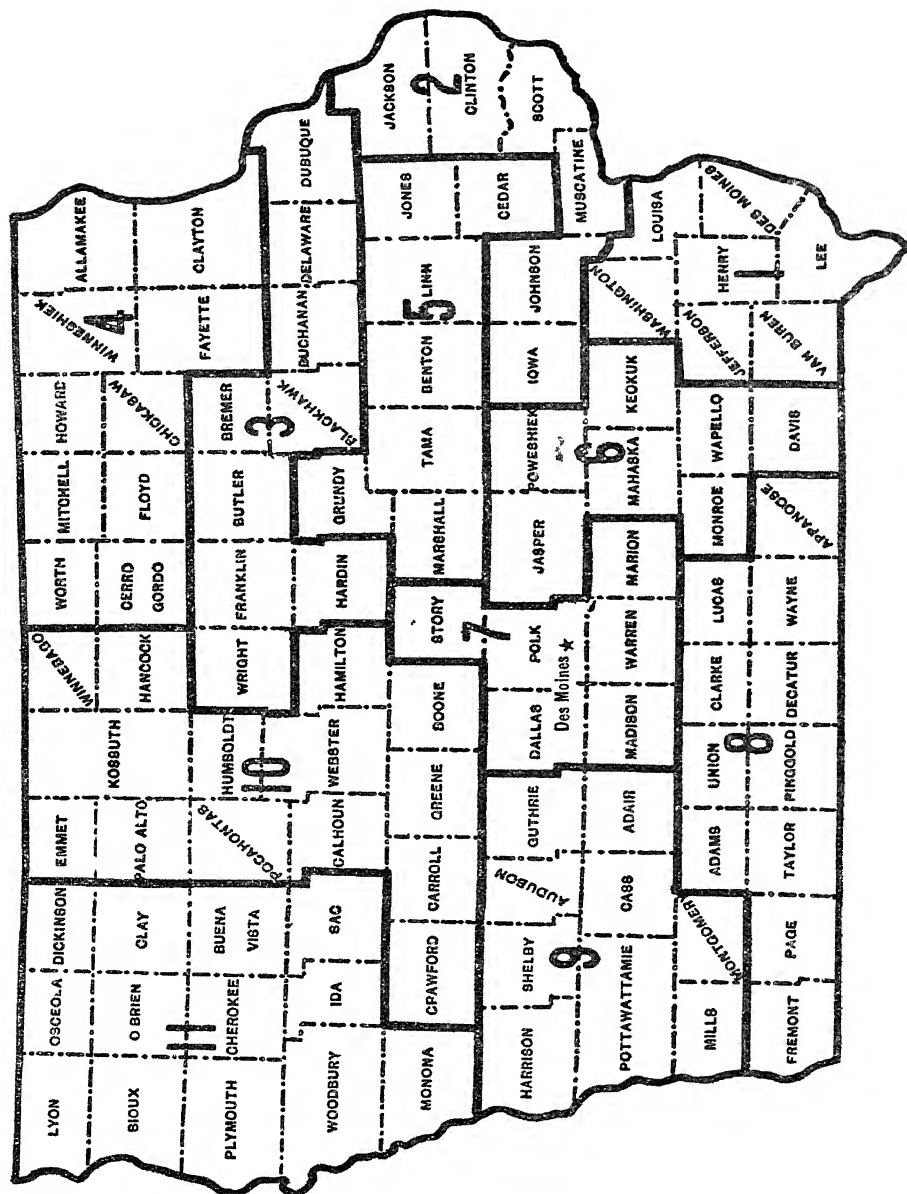 LYON
OSCEOLA
DICKINSON
EMMET
KOSSUTH
WINNEBAGO
WORTH
MITCHELL
HOWARD
WINNESHIEK
ALLAMAKEE
4
SIOUX
O BRIEN
CLAY
PALO ALTO
HANCOCK
CERRO
GORDO
FLOYD
CHICKASAW
11
PLYMOUTH
CHEROKEE
BUENA
VISTA
POCAHONTAS
HUMBOLDT
WRIGHT
FRANKLIN
BUTLER
BREMER
FAYETTE
CLAYTON
10
3
WOODBURY
IDA
SAC
CALHOUN
WEBSTER
HAMILTON
HARDIN
GRUNDY
BLACKHAWK
BUCHANAN
DELAWARE
DUBUQUE
MONONA
CRAWFORD
CARROLL
GREENE
BOONE
STORY
MARSHALL
TAMA
BENTON
LINN
JONES
JACKSON
5
2
CLINTON
CEDAR
SCOTT
7
HARRISON
SHELBY
AUDUBON
GUTHRIE
DALLAS
POLK
Des Moines
JASPER
POWESHIEK
IOWA
JOHNSON
MUSCATINE
9
6
POTTAWATTAMIE
CASS
ADAIR
MADISON
WARREN
MARION
MAHASKA
KEOKUK
WASHINGTON
LOUISA
MILLS
MONTGOMERY
ADAMS
UNION
CLARKE
LUCAS
MONROE
WAPELLO
JEFFERSON
HENRY
DES MOINES
8
1
FREMONT
PAGE
TAYLOR
RINGGOLD
DECATUR
WAYNE
APPANOOSE
DAVIS
VAN BUREN
LEE